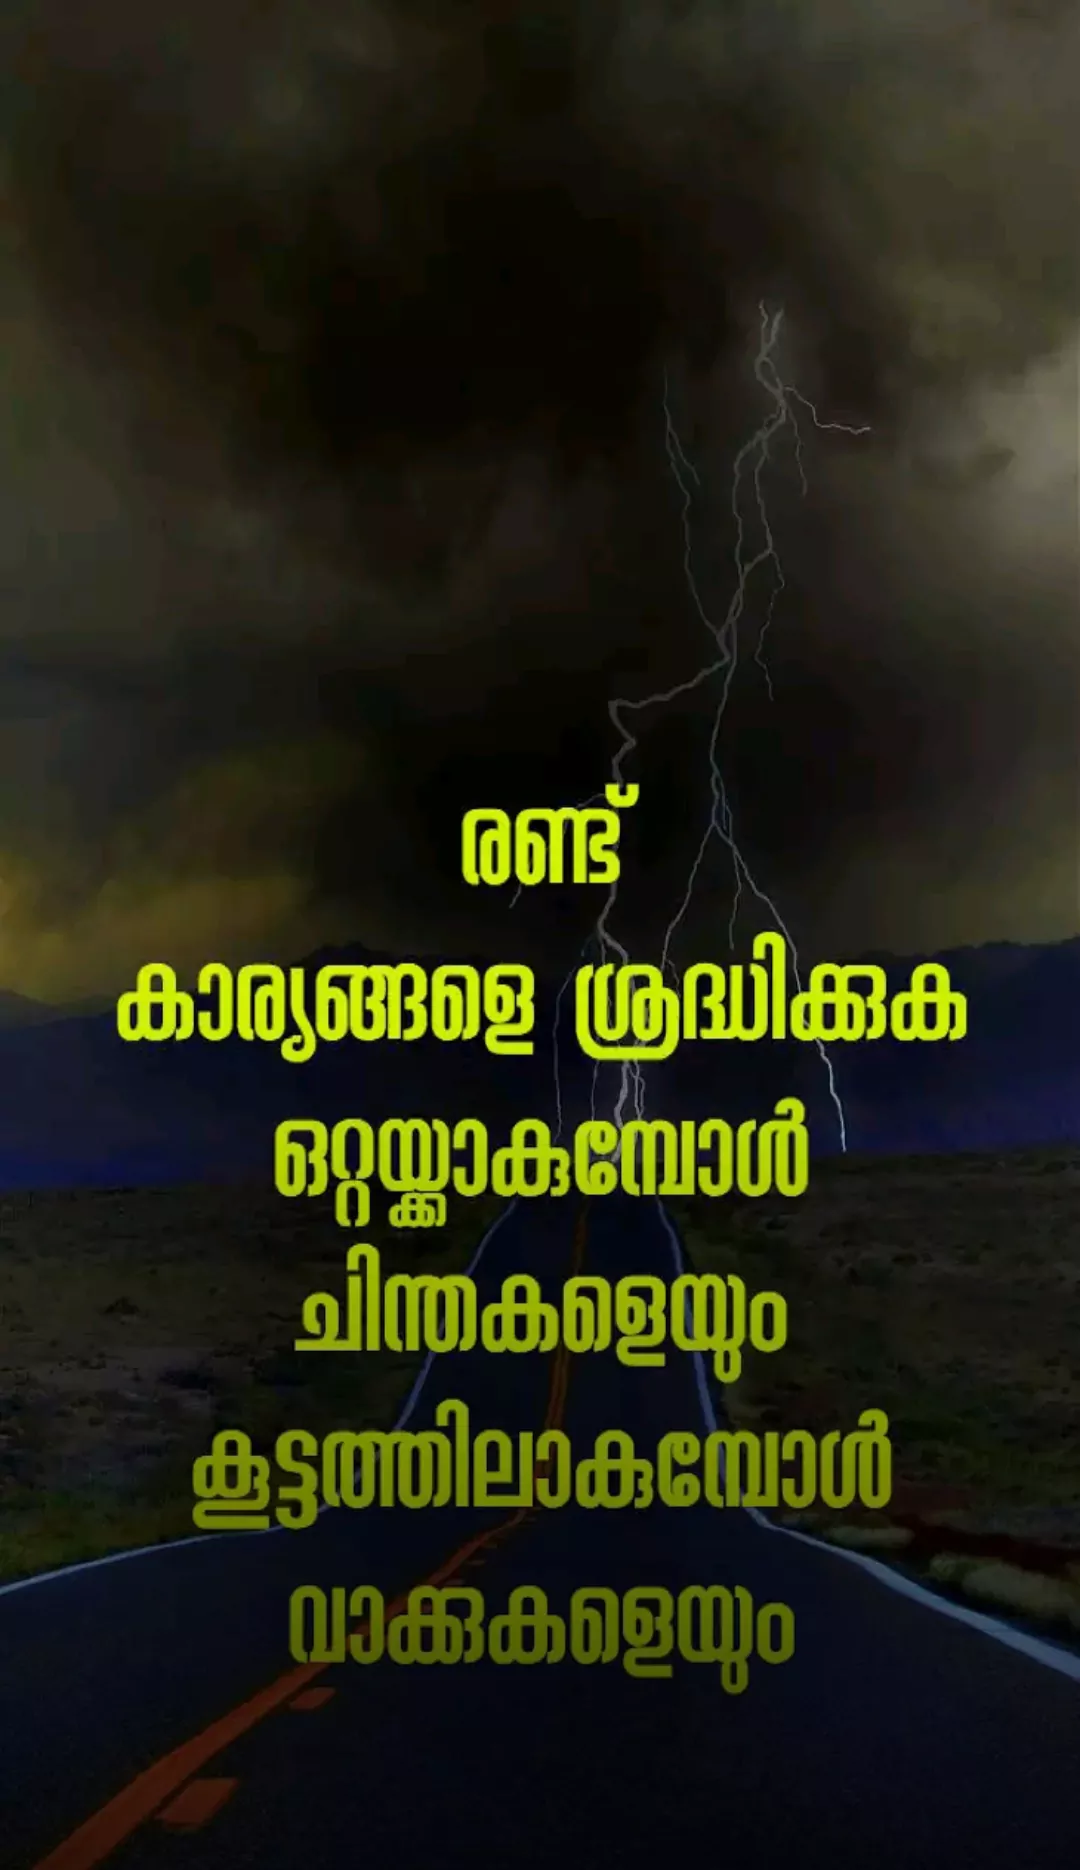 രണ്ട്
കാര്യങ്ങളെ ശ്രദ്ധിക്കുക
ഒറ്റയ്ക്കാകുമ്പോൾ
ചിന്തകളെയും
കൂട്ടത്തിലാകുമ്പോൾ
വാക്കുകളെയും